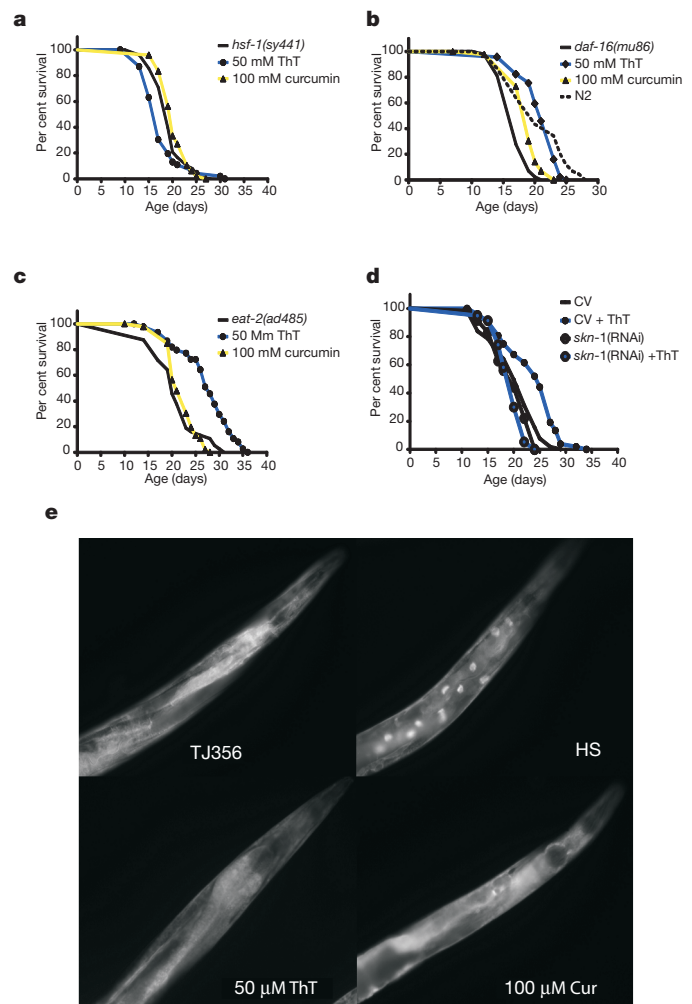 a
hsf-1(sy441)
50 mM ThT
100 mM curcumin
Per cent survival
100
80
60
40
20
0
0 5 10 15 20 25 30 35 40
Age (days)
b
daf-16(mu86)
50 mM ThT
100 mM curcumin
N2
Per cent survival
100
80
60
40
20
0
0 5 10 15 20 25 30
Age (days)
c
eat-2(ad485)
50 Mm ThT
100 mM curcumin
Per cent survival
100
80
60
40
20
0
0 5 10 15 20 25 30 35 40
Age (days)
d
CV
CV + ThT
skn-1(RNAi)
skn-1(RNAi) +ThT
Per cent survival
100
80
60
40
20
0
0 5 10 15 20 25 30 35 40
Age (days)
e
TJ356
HS
50 μM ThT
100 μM Cur